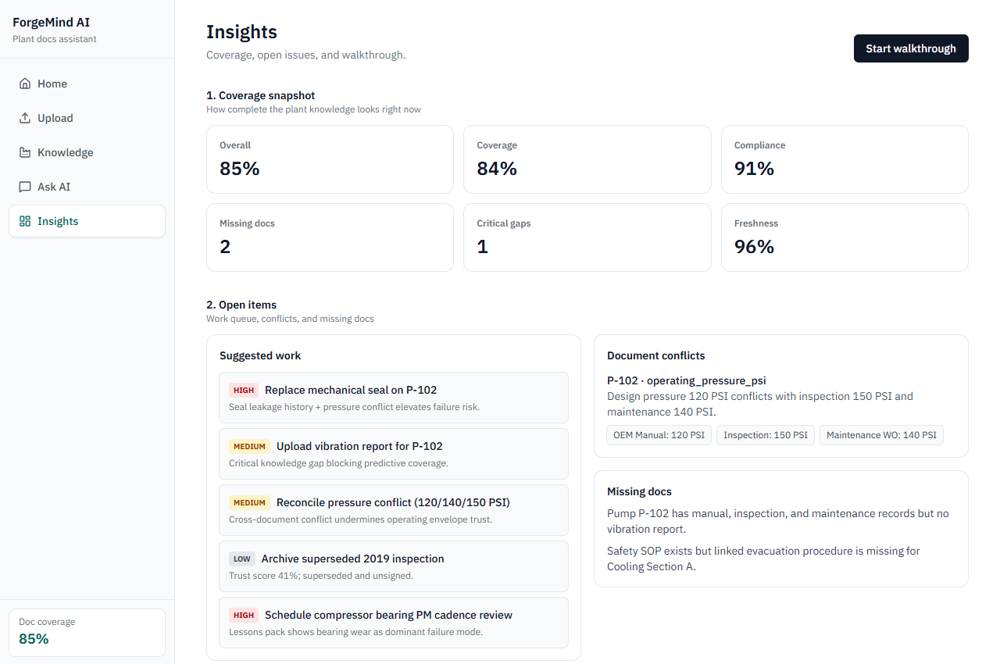 ForgeMind AI
Plant docs assistant
Home
Upload
Knowledge
Ask AI
Insights
Doc coverage
85%
Insights
Coverage, open issues, and walkthrough.
Start walkthrough
1. Coverage snapshot
How complete the plant knowledge looks right now
Overall
85%
Coverage
84%
Compliance
91%
Missing docs
2
Critical gaps
1
Freshness
96%
2. Open items
Work queue, conflicts, and missing docs
Suggested work
HIGH Replace mechanical seal on P-102
Seal leakage history + pressure conflict elevates failure risk.
MEDIUM Upload vibration report for P-102
Critical knowledge gap blocking predictive coverage.
MEDIUM Reconcile pressure conflict (120/140/150 PSI)
Cross-document conflict undermines operating envelope trust.
LOW Archive superseded 2019 inspection
Trust score 41%; superseded and unsigned.
HIGH Schedule compressor bearing PM cadence review
Lessons pack shows bearing wear as dominant failure mode.
Document conflicts
P-102 · operating_pressure_psi
Design pressure 120 PSI conflicts with inspection 150 PSI and
maintenance 140 PSI.
OEM Manual: 120 PSI Inspection: 150 PSI Maintenance WO: 140 PSI
Missing docs
Pump P-102 has manual, inspection, and maintenance records but no
vibration report.
Safety SOP exists but linked evacuation procedure is missing for
Cooling Section A.